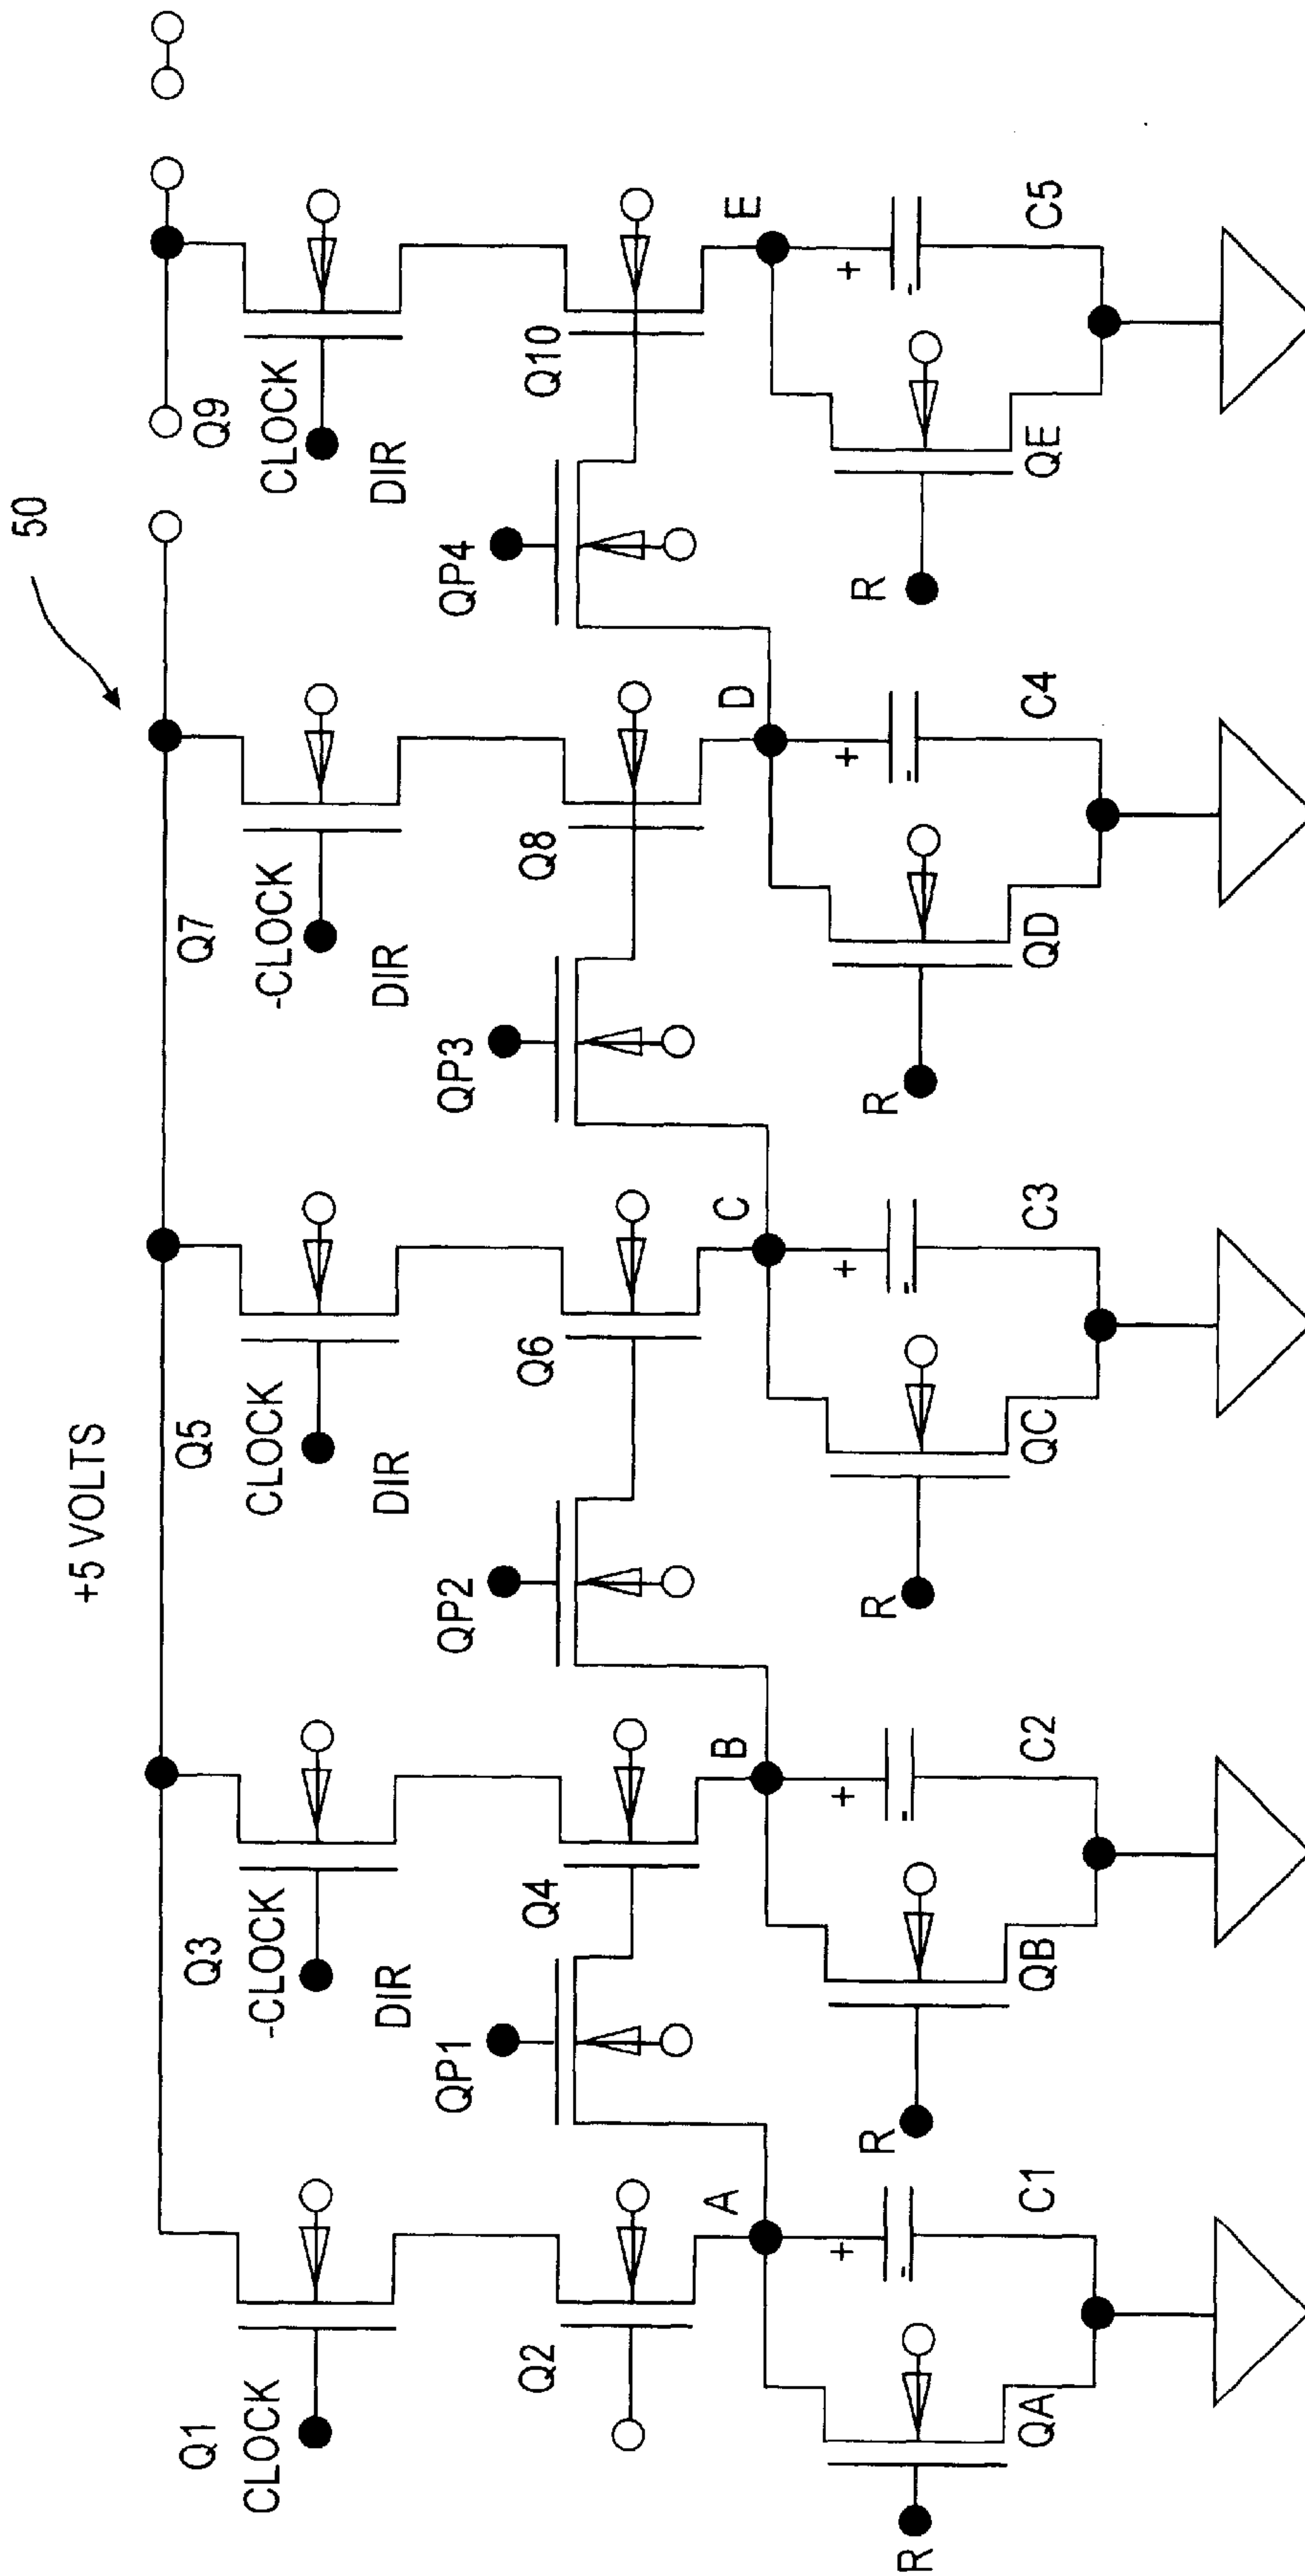 50
+5 VOLTS
Q1
Q3
Q5
Q7
Q9
CLOCK
-CLOCK
CLOCK
-CLOCK
CLOCK
DIR
DIR
DIR
DIR
QP1
QP2
QP3
QP4
Q2
Q4
Q6
Q8
Q10
A
B
C
D
E
+
+
+
+
+
-
-
-
-
-
R
R
R
R
R
QA
C1
QB
C2
QC
C3
QD
C4
QE
C5